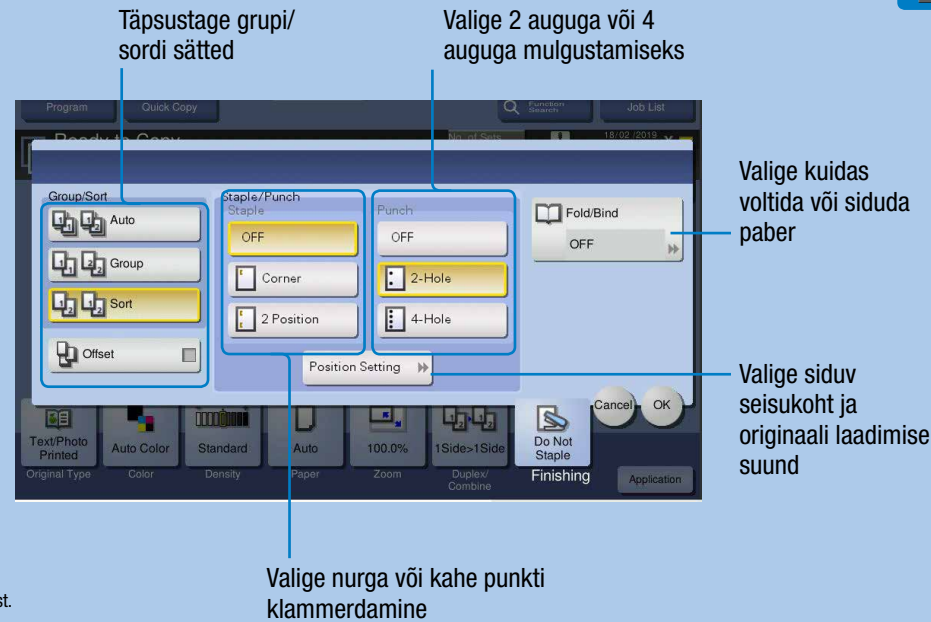 Täpsustage grupi/
sordi sätted
Valige 2 auguga või 4
auguga mulgustamiseks
Program
Quick Copy
Function
Search
Job List
Ready to Copy
No. of Sets
18/02/2019
Group/Sort
Auto
Group
Sort
Offset
Staple/Punch
Staple
OFF
Corner
2 Position
Punch
OFF
2-Hole
4-Hole
Position Setting
Fold/Bind
OFF
Cancel
OK
Valige kuidas
voltida või siduda
paber
Valige siduv
seisukoht ja
originaali laadimise
suund
Text/Photo
Printed
Original Type
Auto Color
Color
Standard
Density
Auto
Paper
100.0%
Zoom
1Side>1Side
Duplex/
Combine
Do Not
Staple
Finishing
Application
Valige nurga või kahe punkti
klammerdamine
st.